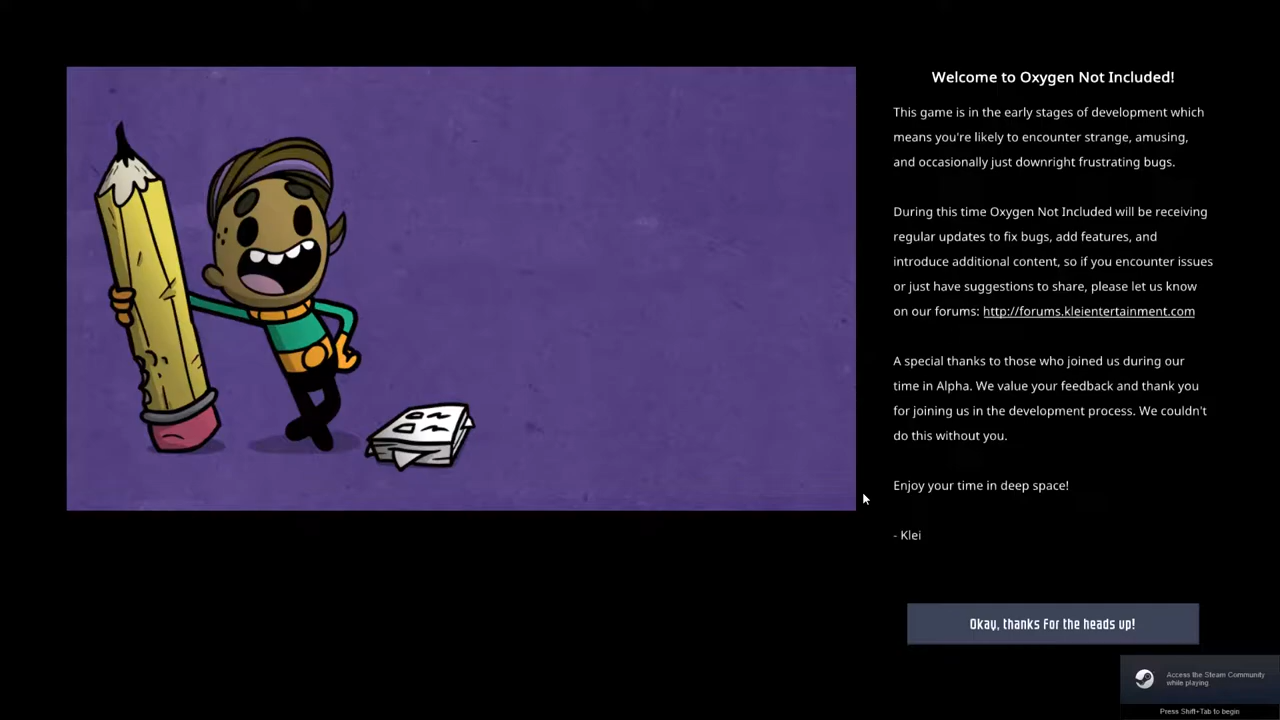 Welcome to Oxygen Not Included!
This game is in the early stages of development which
means you're likely to encounter strange, amusing,
and occasionally just downright frustrating bugs.
During this time Oxygen Not Included will be receiving
regular updates to fix bugs, add features, and
introduce additional content, so if you encounter issues
or just have suggestions to share, please let us know
on our forums: http://forums.kleientertainment.com
A special thanks to those who joined us during our
time in Alpha. We value your feedback and thank you
for joining us in the development process. We couldn't
do this without you.
Enjoy your time in deep space!
- Klei
Okay, thanks for the heads up!
Access the Steam Community
while playing
Press Shift+Tab to begin